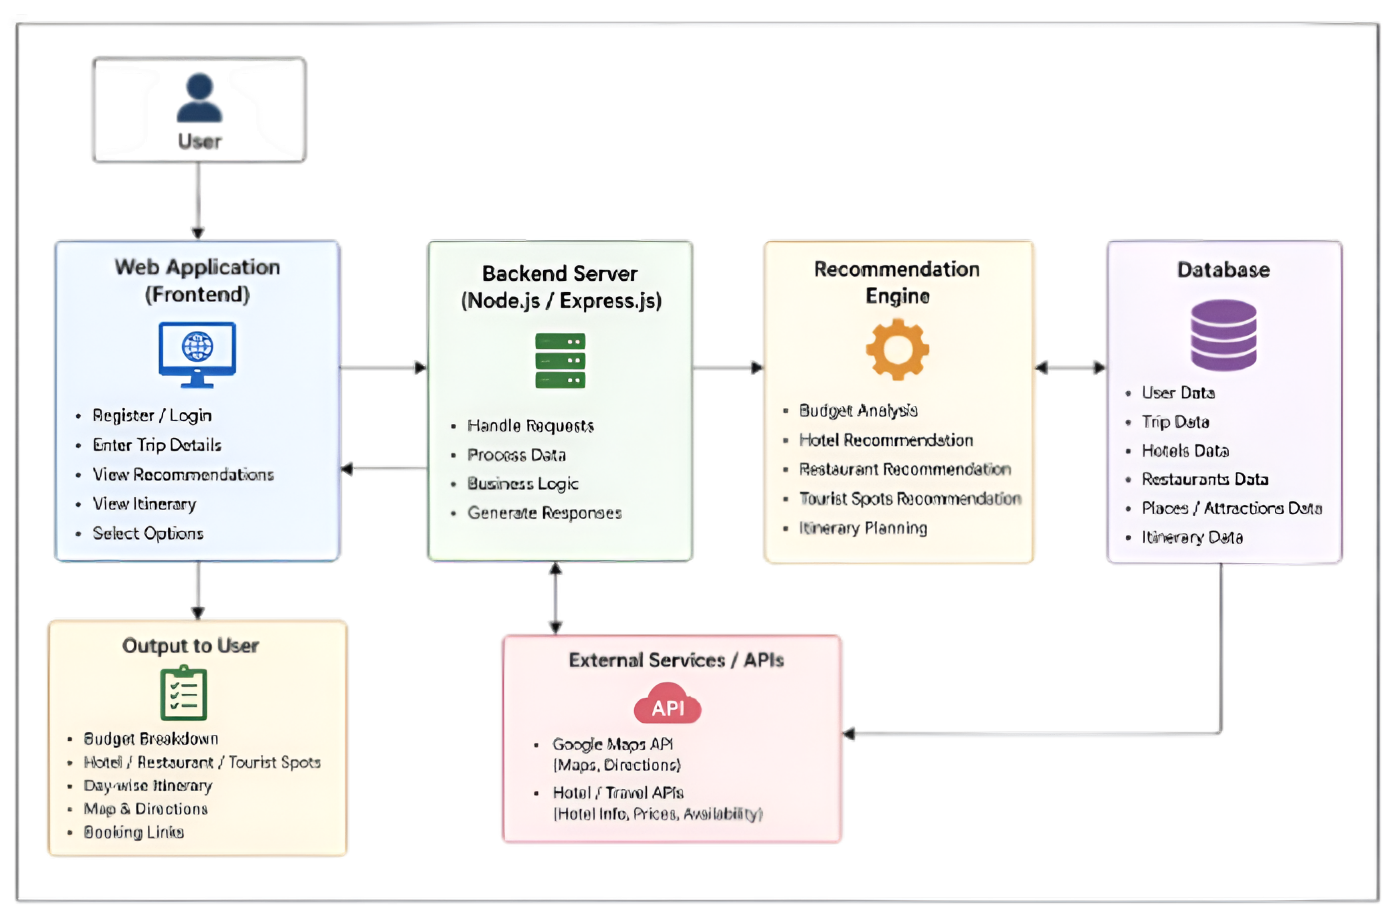 User
Web Application
(Frontend)
• Register / Login
• Enter Trip Details
• View Recommendations
• View Itinerary
• Select Options
Backend Server
(Node.js / Express.js)
• Handle Requests
• Process Data
• Business Logic
• Generate Responses
Recommendation
Engine
• Budget Analysis
• Hotel Recommendation
• Restaurant Recommendation
• Tourist Spots Recommendation
• Itinerary Planning
Database
• User Data
• Trip Data
• Hotels Data
• Restaurants Data
• Places / Attractions Data
• Itinerary Data
Output to User
• Budget Breakdown
• Hotel / Restaurant / Tourist Spots
• Day-wise Itinerary
• Map & Directions
• Booking Links
External Services / APIs
API
• Google Maps API
(Maps, Directions)
• Hotel / Travel APIs
(Hotel Info, Prices, Availability)